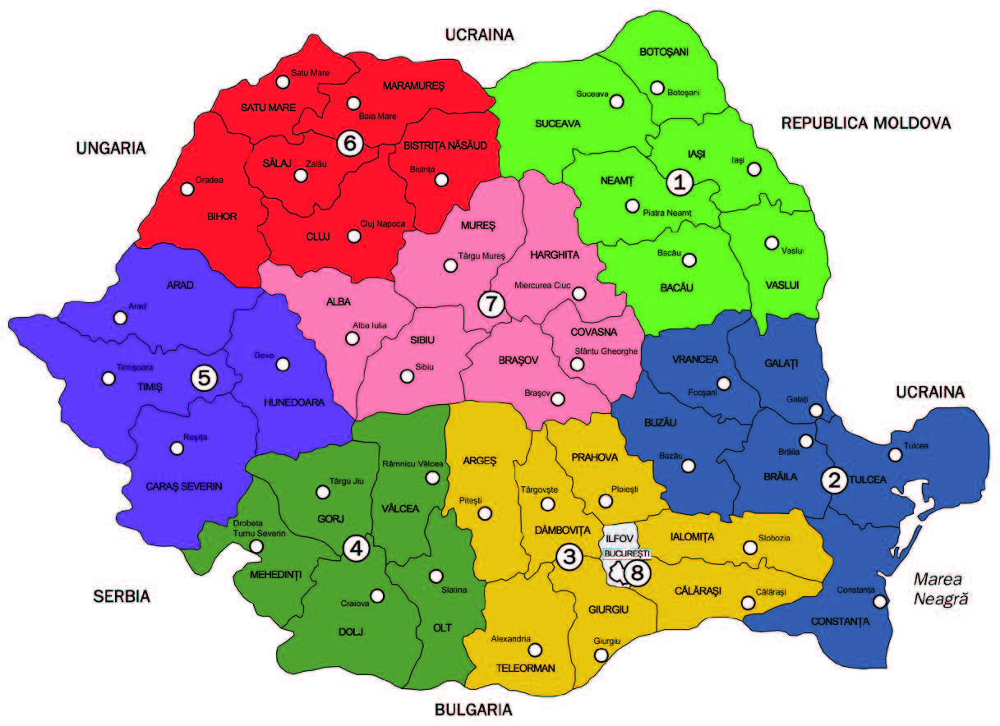 UCRAINA
BOTOȘANI
Botoșani
Satu Mare
SATU MARE
MARAMUREȘ
Baia Mare
Suceava
SUCEAVA
REPUBLICA MOLDOVA
UNGARIA
6
BISTRIȚA NĂSĂUD
Bistrița
SĂLAJ
Zalău
IAȘI
Iași
1
NEAMȚ
Piatra Neamț
Oradea
BIHOR
CLUJ
Cluj Napoca
MUREȘ
Târgu Mureș
HARGHITA
Miercurea Ciuc
Bacău
BACĂU
Vaslui
VASLUI
ARAD
Arad
ALBA
Alba Iulia
7
SIBIU
Sibiu
BRAȘOV
Brașov
COVASNA
Sfântu Gheorghe
VRANCEA
Focșani
GALAȚI
Galați
Timișoara
TIMIȘ
5
Deva
HUNEDOARA
UCRAINA
BUZĂU
Buzău
Brăila
BRĂILA
Tulcea
2
TULCEA
Reșița
CARAȘ SEVERIN
Târgu Jiu
GORJ
Râmnicu Vâlcea
VÂLCEA
ARGEȘ
Pitești
PRAHOVA
Ploiești
Târgovște
DÂMBOVIȚA
3
Drobeta
Turnu Severin
MEHEDINȚI
4
ILFOV
BUCUREȘTI
8
IALOMIȚA
Slobozia
SERBIA
Craiova
DOLJ
Slatina
OLT
CĂLĂRAȘI
Călărași
Marea
Neagră
Constanța
CONSTANȚA
GIURGIU
Giurgiu
Alexandria
TELEORMAN
BULGARIA